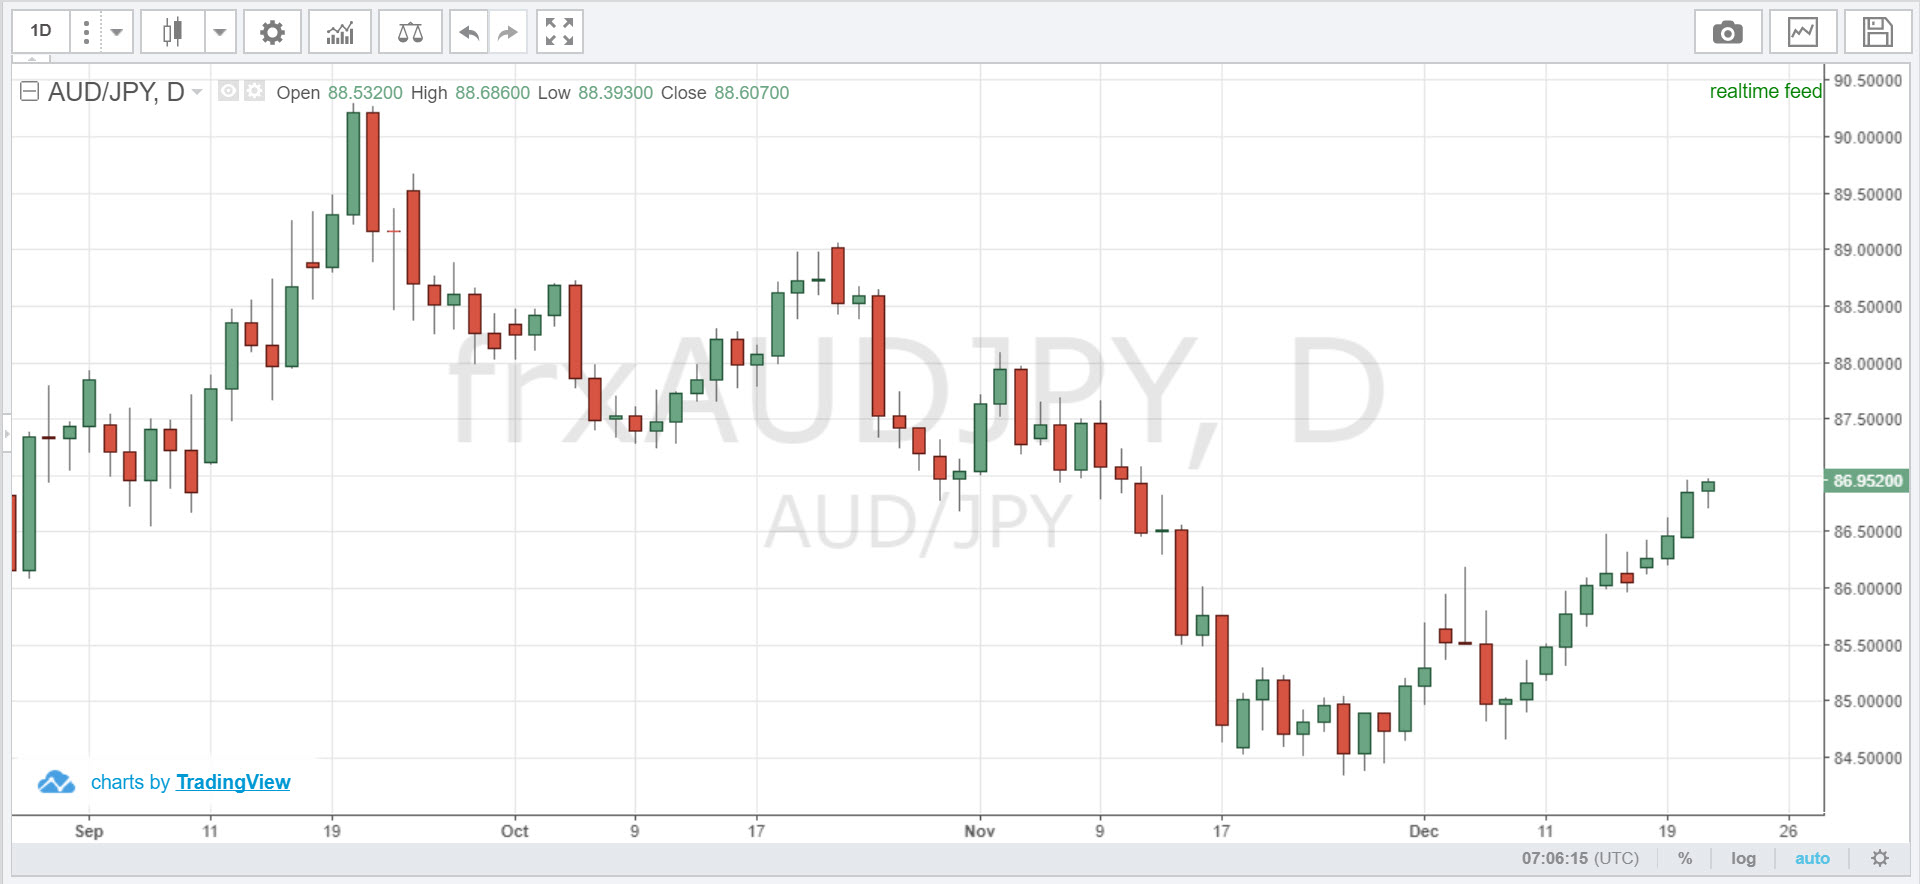 1D
AUD/JPY, D Open 88.53200 High 88.68600 Low 88.39300 Close 88.60700
realtime feed
90.50000
90.00000
89.50000
89.00000
88.50000
88.00000
87.50000
86.95200
86.50000
86.00000
85.50000
85.00000
84.50000
frxAUDJPY, D
AUD/JPY
charts by TradingView
Sep 11 19 Oct 9 17 Nov 9 17 Dec 11 19 26
07:06:15 (UTC) % log auto